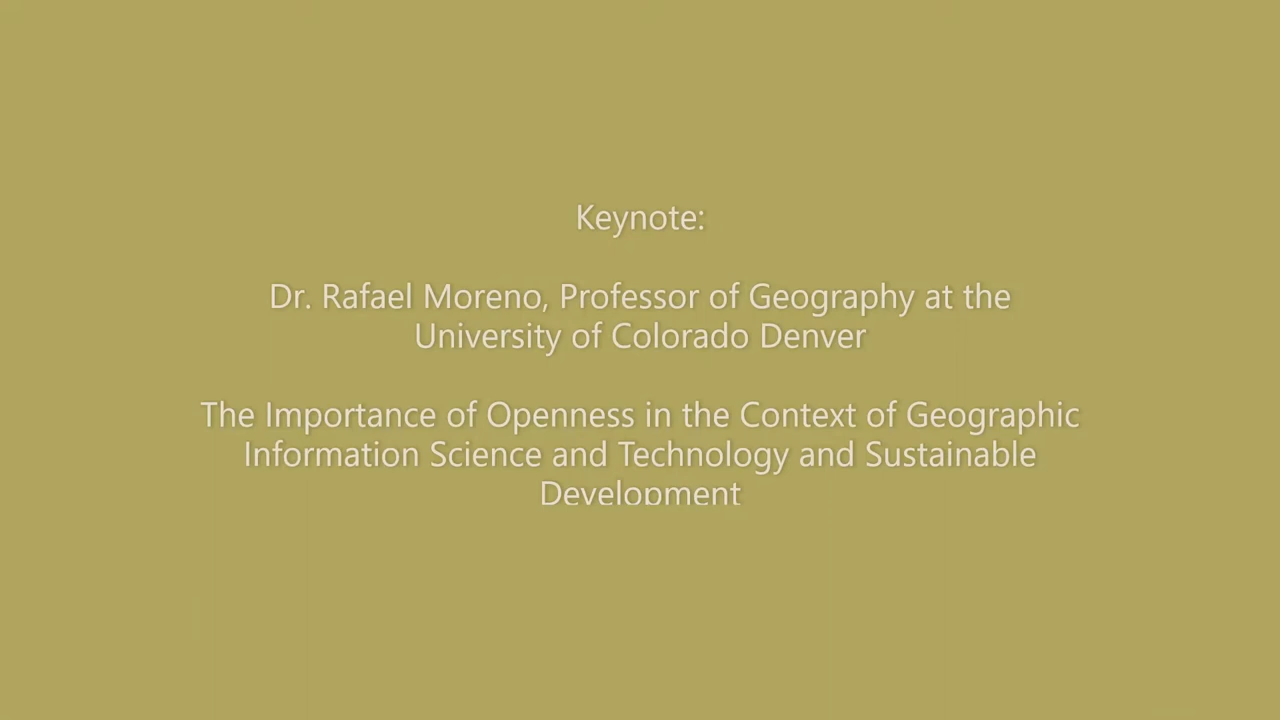 Keynote:
Dr. Rafael Moreno, Professor of Geography at the
University of Colorado Denver
The Importance of Openness in the Context of Geographic
Information Science and Technology and Sustainable
Development